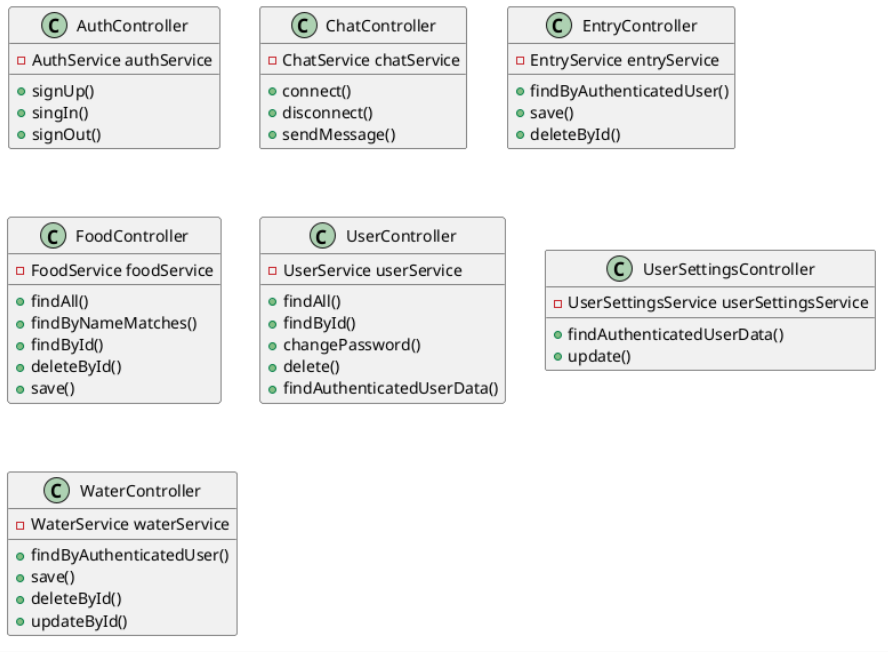 C AuthController
AuthService authService
signUp()
singIn()
signOut()
C ChatController
ChatService chatService
connect()
disconnect()
sendMessage()
C EntryController
EntryService entryService
findByAuthenticatedUser()
save()
deleteById()
C FoodController
FoodService foodService
findAll()
findByNameMatches()
findById()
deleteById()
save()
C UserController
UserService userService
findAll()
findById()
changePassword()
delete()
findAuthenticatedUserData()
C UserSettingsController
UserSettingsService userSettingsService
findAuthenticatedUserData()
update()
C WaterController
WaterService waterService
findByAuthenticatedUser()
save()
deleteById()
updateById()